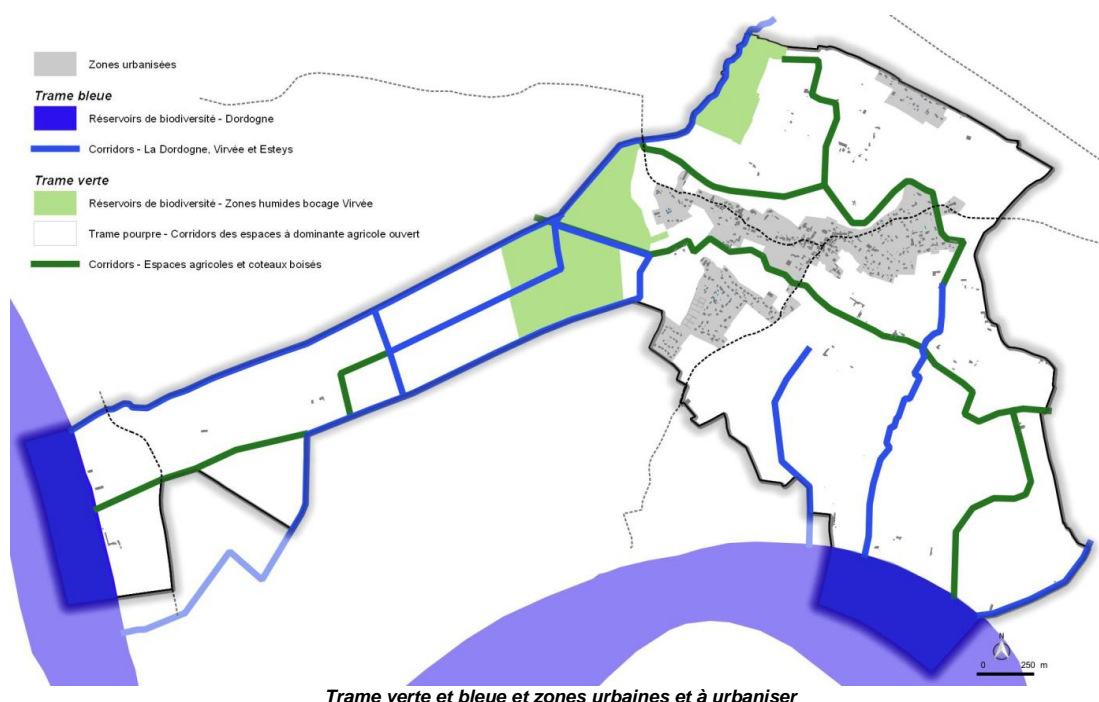 Zones urbanisées
Trame bleue
Réservoirs de biodiversité - Dordogne
Corridors - La Dordogne, Virvée et Esteys
Trame verte
Réservoirs de biodiversité - Zones humides bocage Virvée
Trame pourpre - Corridors des espaces à dominante agricole ouvert
Corridors - Espaces agricoles et coteaux boisés
N
0 250 m
Trame verte et bleue et zones urbaines et à urbaniser